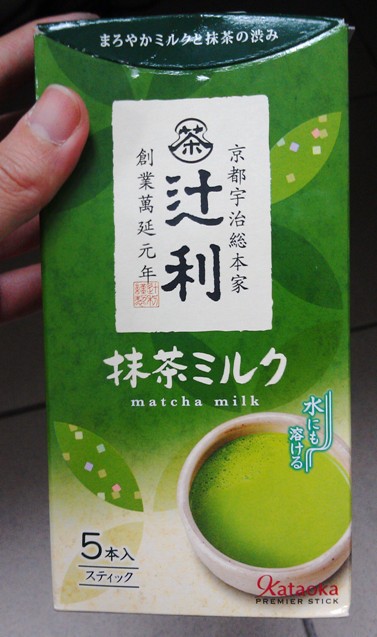 まろやかミルクと抹茶の渋み
茶
京都宇治総本家
辻利
創業萬延元年
抹茶ミルク
matcha milk
水にも
溶ける
5本入
スティック
Kataoka
PREMIER STICK